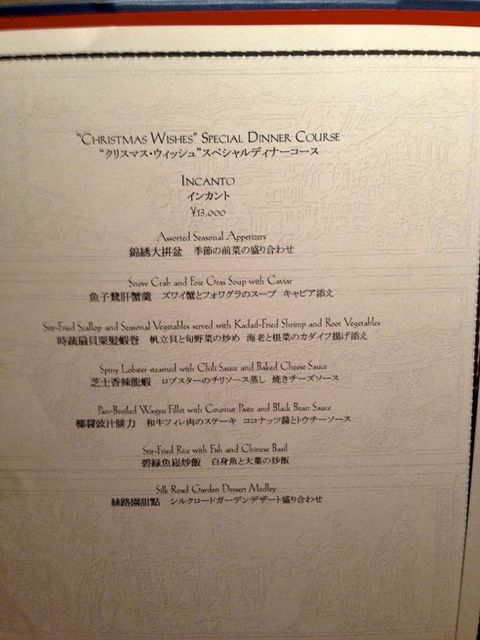 "CHRISTMAS WISHES" SPECIAL DINNER COURSE
"クリスマス・ウィッシュ"スペシャルディナーコース
INCANTO
インカント
¥13,000
Assorted Seasonal Appetizers
錦綉大拼盆 季節の前菜の盛り合わせ
Snow Crab and Foie Gras Soup with Caviar
魚子鵞肝蟹羹 ズワイ蟹とフォワグラのスープ キャビア添え
Stir-Fried Scallop and Seasonal Vegetables served with Kadaif-Fried Shrimp and Root Vegetables
時蔬扇貝粟髪蝦巻 帆立貝と旬野菜の炒め 海老と根菜のカダイフ揚げ添え
Spiny Lobster steamed with Chili Sauce and Baked Cheese Sauce
芝士香辣龍蝦 ロブスターのチリソース蒸し 焼きチーズソース
Pan-Broiled Wagyu Fillet with Coconut Paste and Black Bean Sauce
椰醤豉汁腓力 和牛フィレ肉のステーキ ココナッツ醤とトウチーソース
Stir-Fried Rice with Fish and Chinese Basil
碧緑魚崧炒飯 白身魚と大葉の炒飯
Silk Road Garden Dessert Medley
絲路園甜點 シルクロードガーデンデザート盛り合わせ